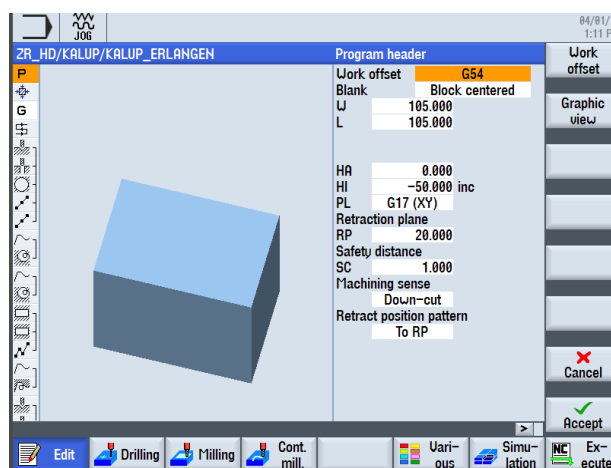 JOG
04/01/
1:11 P
ZR_HD/KALUP/KALUP_ERLANGEN
Program header
Work offset
P
G
Work offset G54
Blank Block centered
W 105.000
L 105.000
HA 0.000
HI -50.000 inc
PL G17 (XY)
Retraction plane
RP 20.000
Safety distance
SC 1.000
Machining sense
Down-cut
Retract position pattern
To RP
Graphic
view
Cancel
Accept
>
Edit
Drilling
Milling
Cont.
mill.
Vari-
ous
Simu-
lation
NC Ex-
ecute